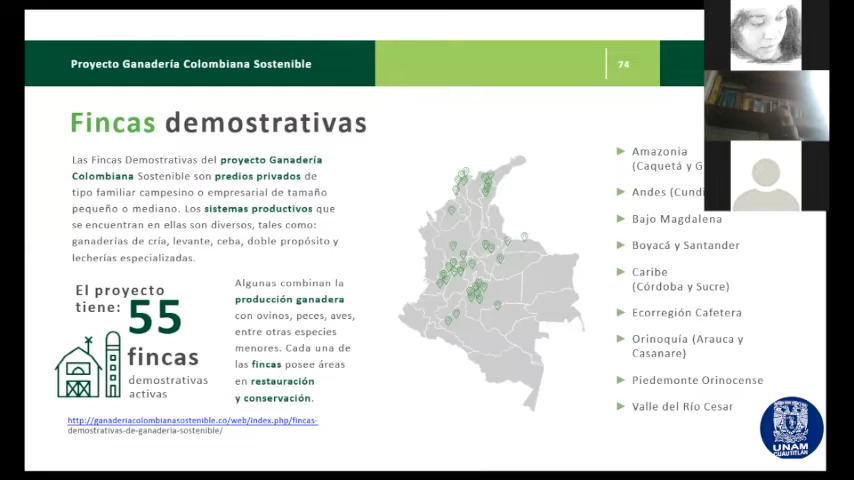 Proyecto Ganadería Colombiana Sostenible
74
Fincas demostrativas
Las Fincas Demostrativas del proyecto Ganadería
Colombiana Sostenible son predios privados de
tipo familiar campesino o empresarial de tamaño
pequeño o mediano. Los sistemas productivos que
se encuentran en ellas son diversos, tales como:
ganaderías de cría, levante, ceba, doble propósito y
lecherías especializadas.
El proyecto
tiene: 55
fincas
demostrativas
activas
Algunas combinan la
producción ganadera
con ovinos, peces, aves,
entre otras especies
menores. Cada una de
las fincas posee áreas
en restauración
y conservación.
http://ganaderiacolombianasostenible.co/web/index.php/fincas-
demostrativas-de-ganaderia-sostenible/
Amazonia
(Caquetá y G
Andes (Cundi
Bajo Magdalena
Boyacá y Santander
Caribe
(Córdoba y Sucre)
Ecorregión Cafetera
Orinoquía (Arauca y
Casanare)
Piedemonte Orinocense
Valle del Río Cesar
UNAM
CUAUTITLAN